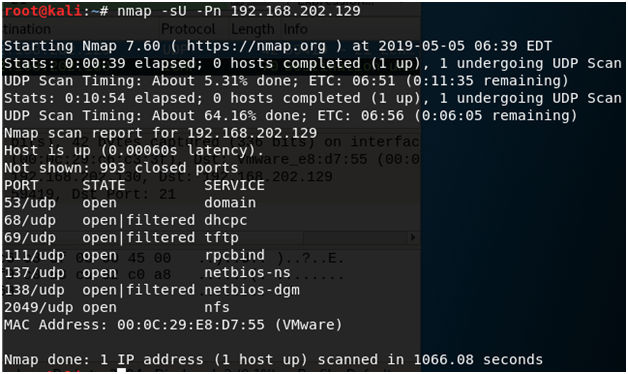 root@kali:~# nmap -sU -Pn 192.168.202.129
Starting Nmap 7.60 ( https://nmap.org ) at 2019-05-05 06:39 EDT
Stats: 0:00:39 elapsed; 0 hosts completed (1 up), 1 undergoing UDP Scan
UDP Scan Timing: About 5.31% done; ETC: 06:51 (0:11:35 remaining)
Stats: 0:10:54 elapsed; 0 hosts completed (1 up), 1 undergoing UDP Scan
UDP Scan Timing: About 64.16% done; ETC: 06:56 (0:06:05 remaining)
Nmap scan report for 192.168.202.129
Host is up (0.00060s latency).
Not shown: 993 closed ports
PORT STATE SERVICE
53/udp open domain
68/udp open|filtered dhcpc
69/udp open|filtered tftp
111/udp open rpcbind
137/udp open netbios-ns
138/udp open|filtered netbios-dgm
2049/udp open nfs
MAC Address: 00:0C:29:E8:D7:55 (VMware)
Nmap done: 1 IP address (1 host up) scanned in 1066.08 seconds